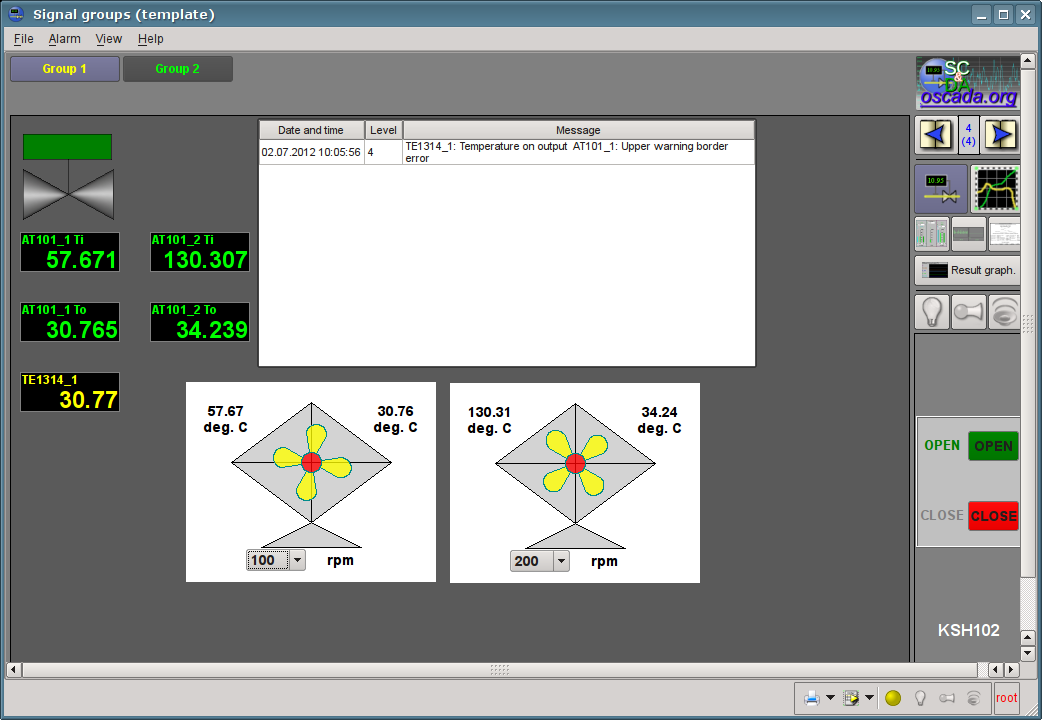 Signal groups (template)
File Alarm View Help
Group 1 Group 2
10.95 SC
&
DA
oscada.org
4
(4)
10.95
Date and time Level Message
02.07.2012 10:05:56 4 TE1314_1: Temperature on output AT101_1: Upper warning border
error
AT101_1 Ti AT101_2 Ti
57.671 130.307
AT101_1 To AT101_2 To
30.765 34.239
TE1314_1
30.77
Result graph.
57.67
deg. C
30.76
deg. C
100 rpm
130.31
deg. C
34.24
deg. C
200 rpm
OPEN OPEN
CLOSE CLOSE
KSH102
root